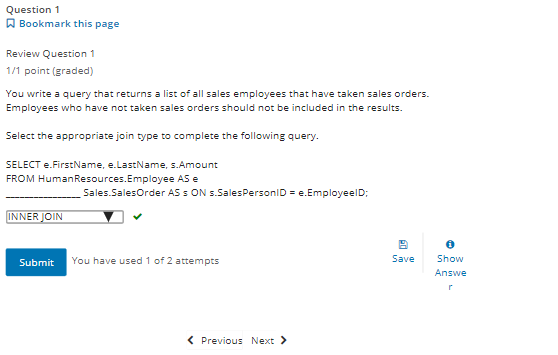 Question 1
Bookmark this page
Review Question 1
1/1 point (graded)
You write a query that returns a list of all sales employees that have taken sales orders.
Employees who have not taken sales orders should not be included in the results.
Select the appropriate join type to complete the following query.
SELECT e.FirstName, e.LastName, s.Amount
FROM HumanResources.Employee AS e
_______________ Sales.SalesOrder AS s ON s.SalesPersonID = e.EmployeeID;
INNER JOIN
Submit
You have used 1 of 2 attempts
Save
Show
Answe
r
Previous Next